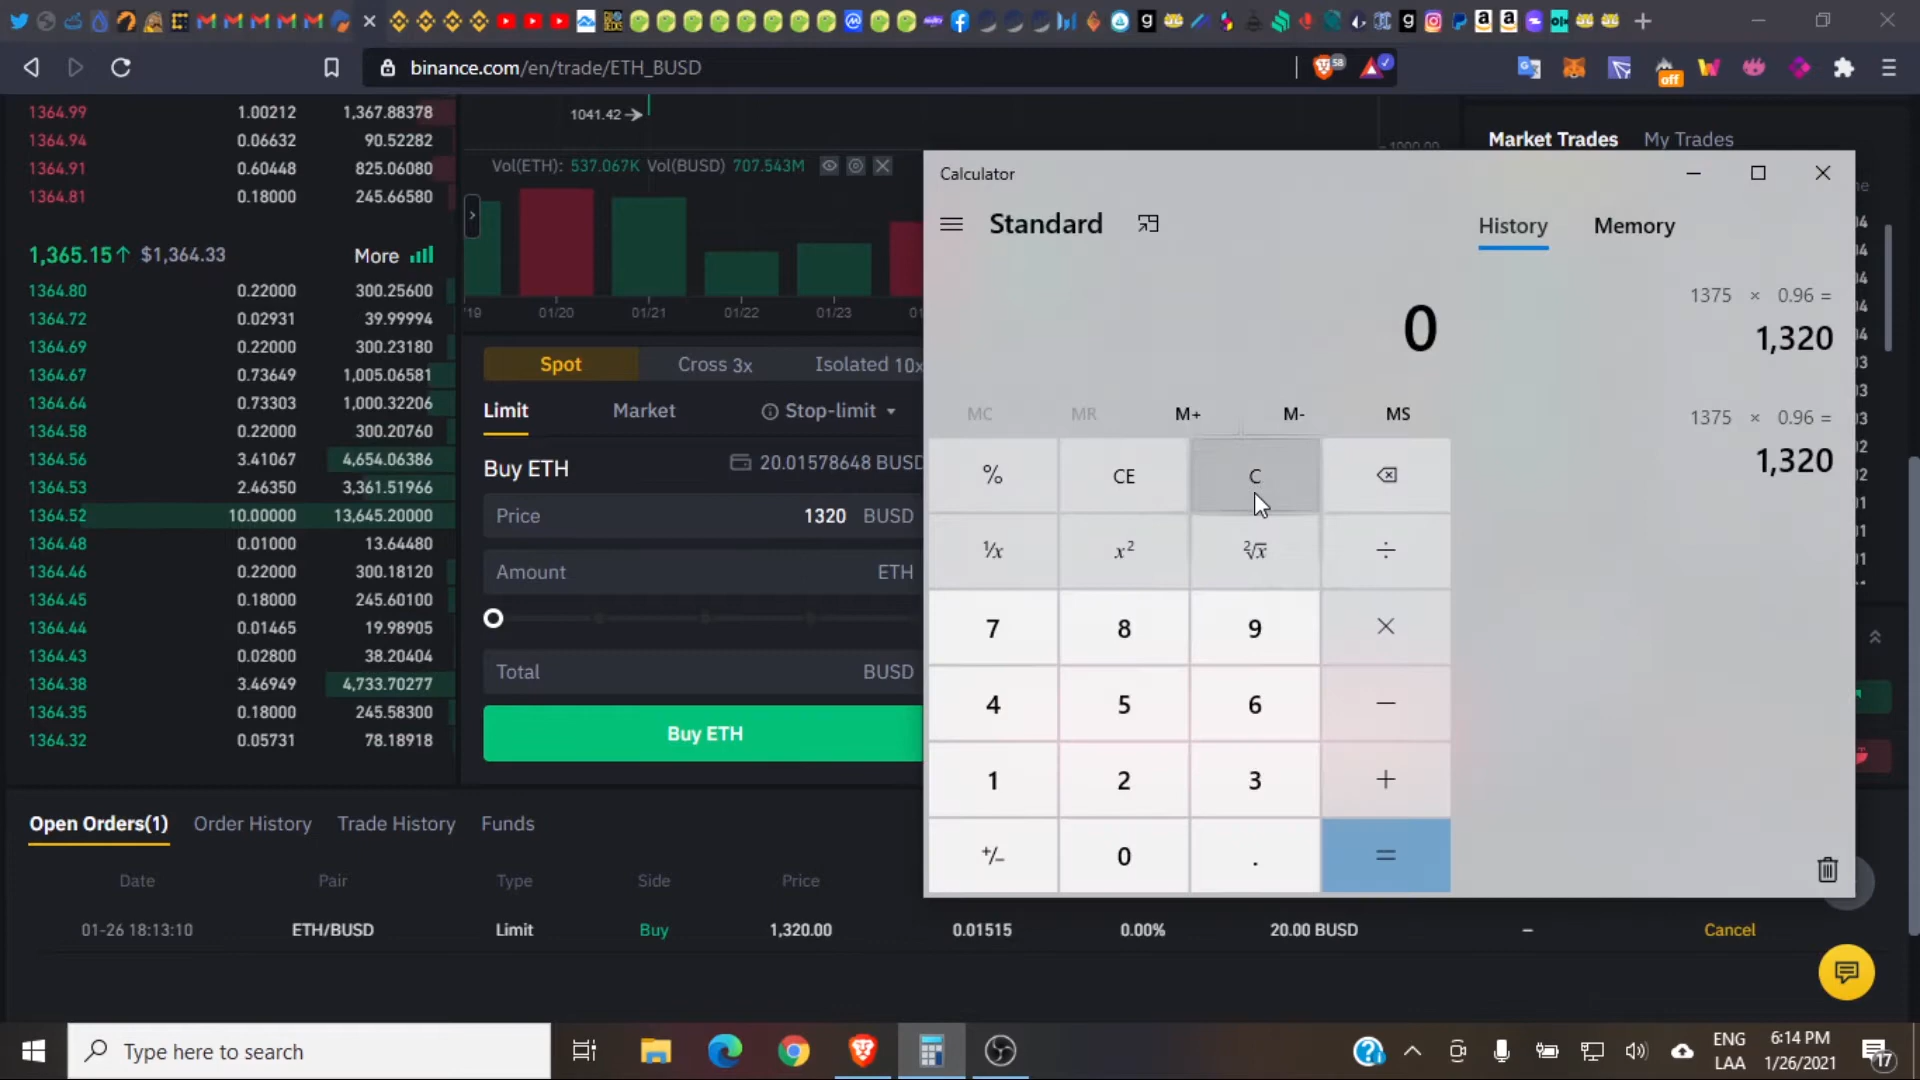 binance.com/en/trade/ETH_BUSD
58
off
1364.99 1.00212 1,367.88378
1364.94 0.06632 90.52282
1364.91 0.60448 825.06080
1364.81 0.18000 245.66580
1,365.15↑ $1,364.33 More
1364.80 0.22000 300.25600
1364.72 0.02931 39.99994
1364.69 0.22000 300.23180
1364.67 0.73649 1,005.06581
1364.64 0.73303 1,000.32206
1364.58 0.22000 300.20760
1364.56 3.41067 4,654.06386
1364.53 2.46350 3,361.51966
1364.52 10.00000 13,645.20000
1364.48 0.01000 13.64480
1364.46 0.22000 300.18120
1364.45 0.18000 245.60100
1364.44 0.01465 19.98905
1364.43 0.02800 38.20404
1364.38 3.46949 4,733.70277
1364.35 0.18000 245.58300
1364.32 0.05731 78.18918
1041.42
1000.00
Vol(ETH): 537.067K Vol(BUSD) 707.543M
'19 01/20 01/21 01/22 01/23
Spot Cross 3x Isolated 10x
Limit Market Stop-limit
Buy ETH 20.01578648 BUSD
Price 1320 BUSD
Amount ETH
Total BUSD
Buy ETH
Market Trades My Trades
Calculator
Standard
History Memory
0
1375 × 0.96 =
1,320
1375 × 0.96 =
1,320
MC MR M+ M- MS
% CE C
⅟x x² ²√x ÷
7 8 9 ×
4 5 6 −
1 2 3 +
+/− 0 . =
Open Orders(1) Order History Trade History Funds
Date Pair Type Side Price
01-26 18:13:10 ETH/BUSD Limit Buy 1,320.00 0.01515 0.00% 20.00 BUSD – Cancel
Type here to search
ENG
LAA
6:14 PM
1/26/2021
17